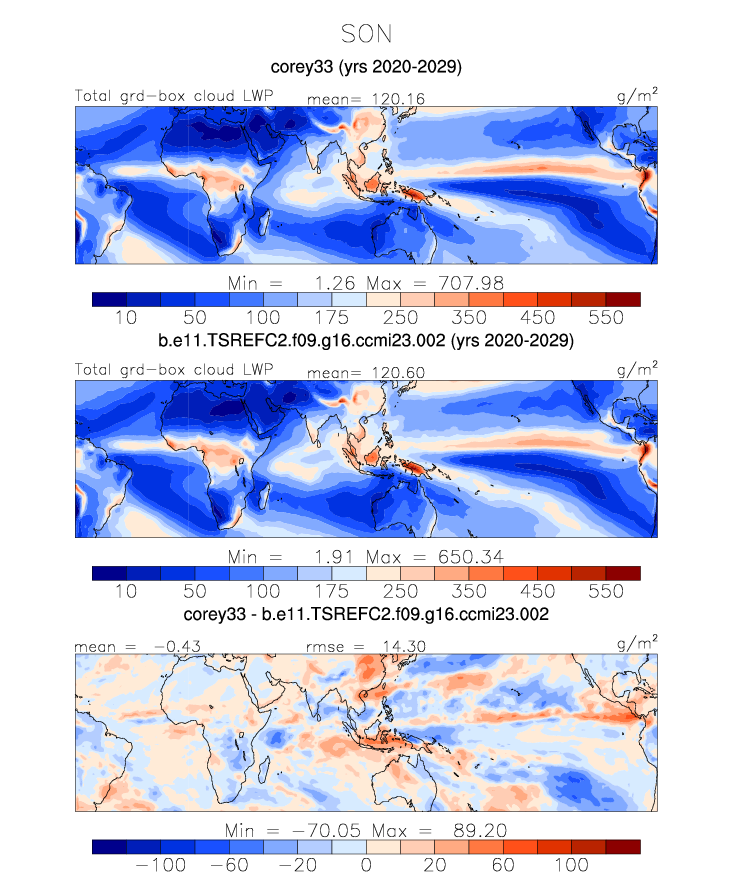 SON
corey33 (yrs 2020-2029)
Total grd-box cloud LWP mean= 120.16 g/m²
Min = 1.26 Max = 707.98
10 50 100 175 250 350 450 550
b.e11.TSREFC2.f09.g16.ccmi23.002 (yrs 2020-2029)
Total grd-box cloud LWP mean= 120.60 g/m²
Min = 1.91 Max = 650.34
10 50 100 175 250 350 450 550
corey33 - b.e11.TSREFC2.f09.g16.ccmi23.002
mean = -0.43 rmse = 14.30 g/m²
Min = -70.05 Max = 89.20
-100 -60 -20 0 20 60 100